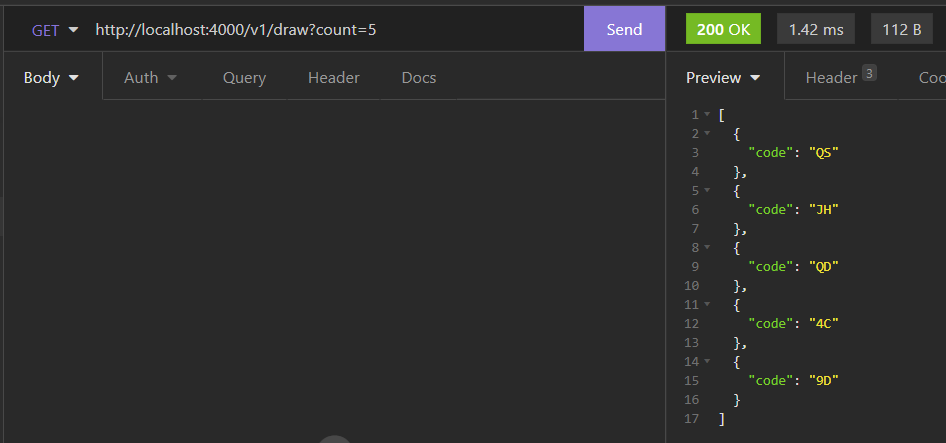 GET http://localhost:4000/v1/draw?count=5 Send 200 OK 1.42 ms 112 B
Body Auth Query Header Docs Preview Header 3 Coo
1 [
2 {
3 "code": "QS"
4 },
5 {
6 "code": "JH"
7 },
8 {
9 "code": "QD"
10 },
11 {
12 "code": "4C"
13 },
14 {
15 "code": "9D"
16 }
17 ]